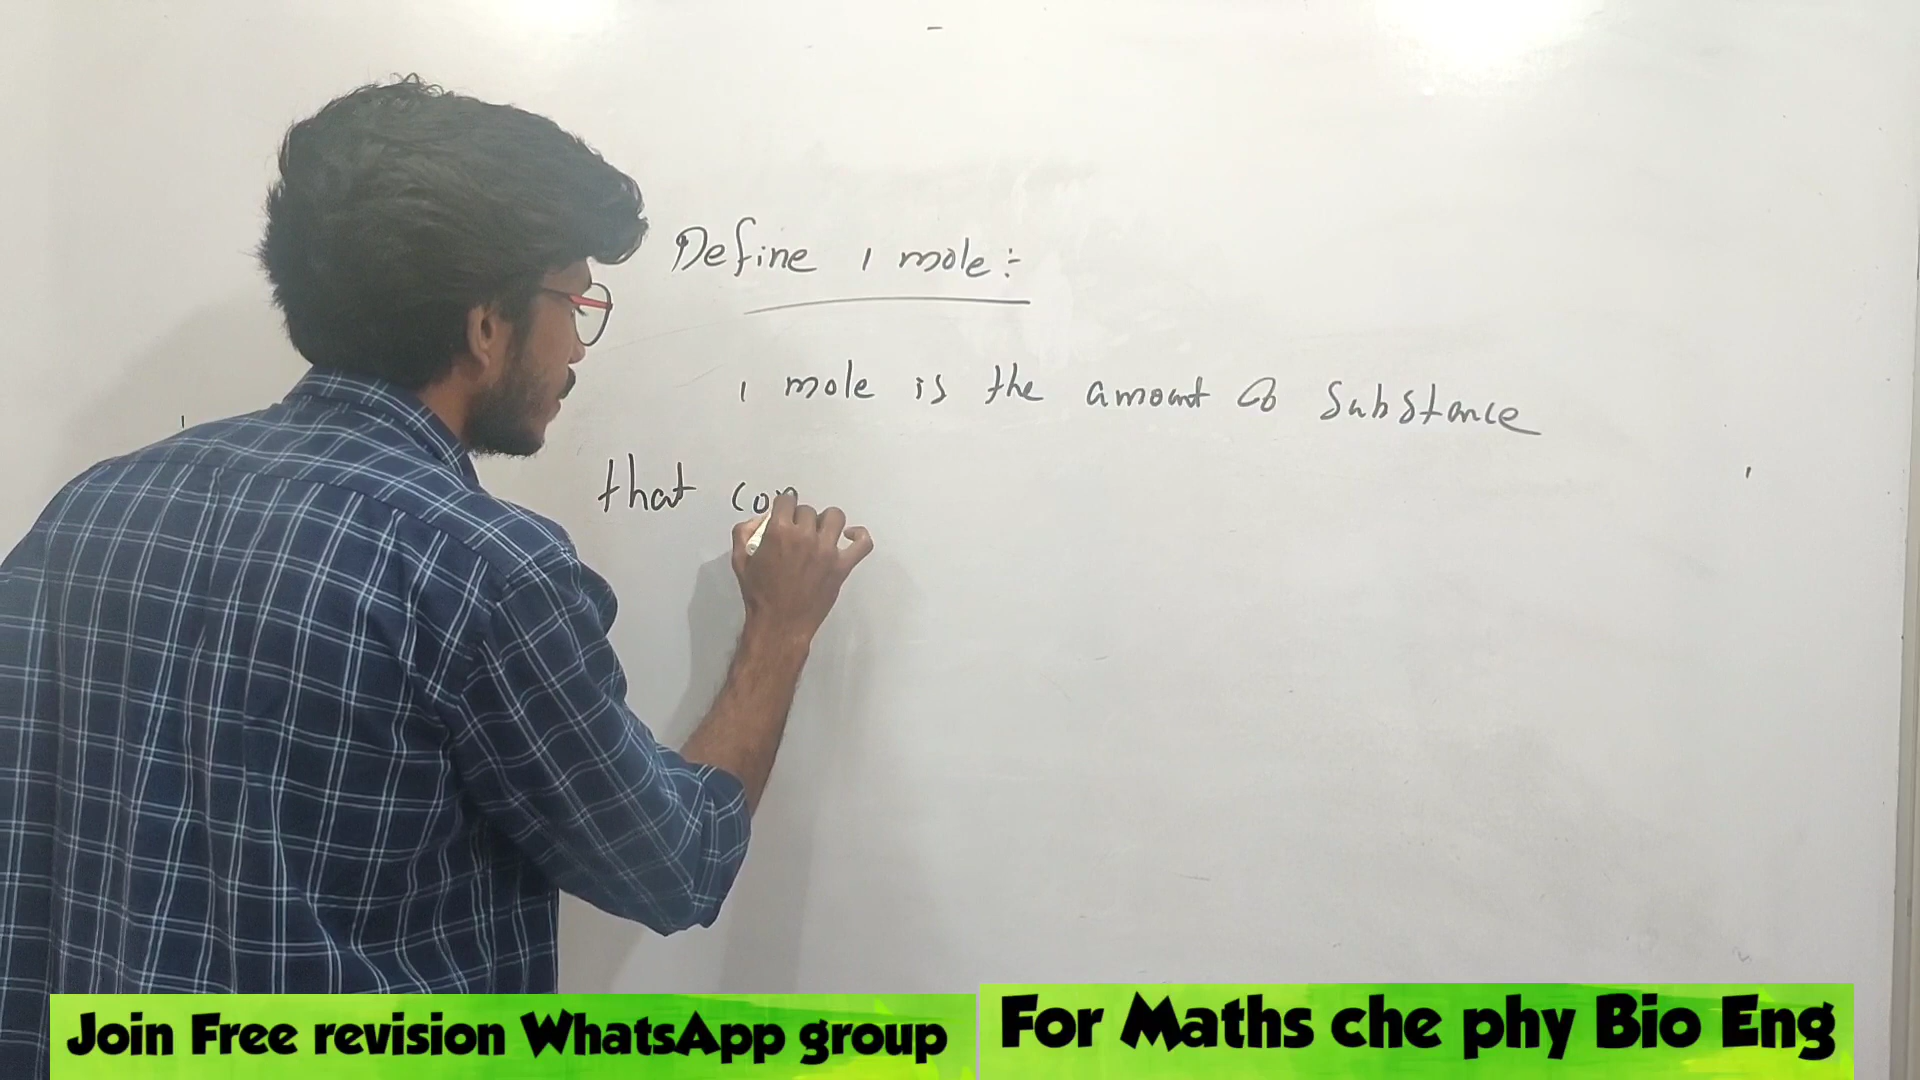 Define 1 mole:-
1 mole is the amount of substance
that con
Join Free revision WhatsApp group
For Maths che phy Bio Eng